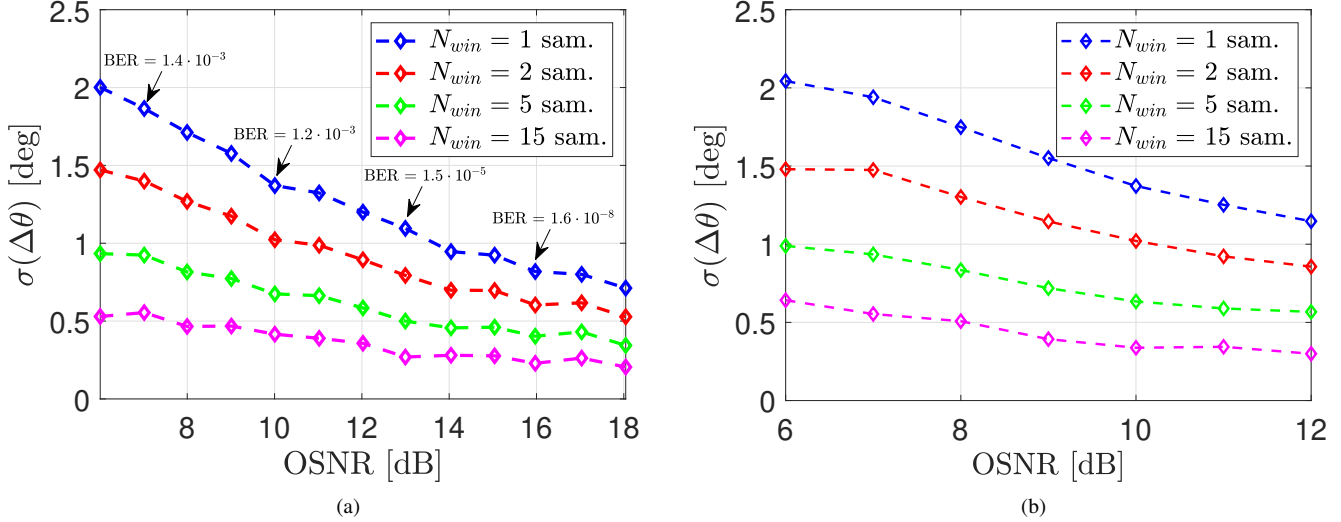 2.5
2
1.5
1
0.5
0
σ(Δθ) [deg]
8
10
12
14
16
18
OSNR [dB]
BER = 1.4 · 10⁻³
BER = 1.2 · 10⁻³
BER = 1.5 · 10⁻⁵
BER = 1.6 · 10⁻⁸
N_win = 1 sam.
N_win = 2 sam.
N_win = 5 sam.
N_win = 15 sam.
(a)
2.5
2
1.5
1
0.5
0
σ(Δθ) [deg]
6
8
10
12
OSNR [dB]
N_win = 1 sam.
N_win = 2 sam.
N_win = 5 sam.
N_win = 15 sam.
(b)